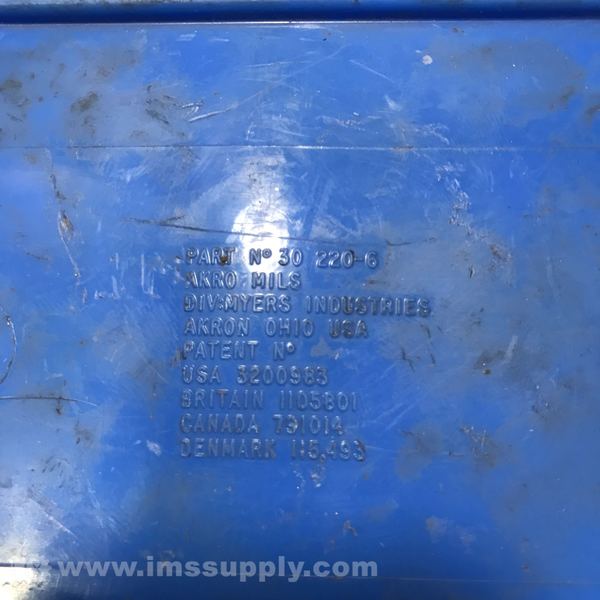 PART Nº 30 220-6
AKRO-MILS
DIV:MYERS INDUSTRIES
AKRON OHIO USA
PATENT Nº
USA 3200983
BRITAIN 1105801
CANADA 791014
DENMARK 115,493
www.imssupply.com